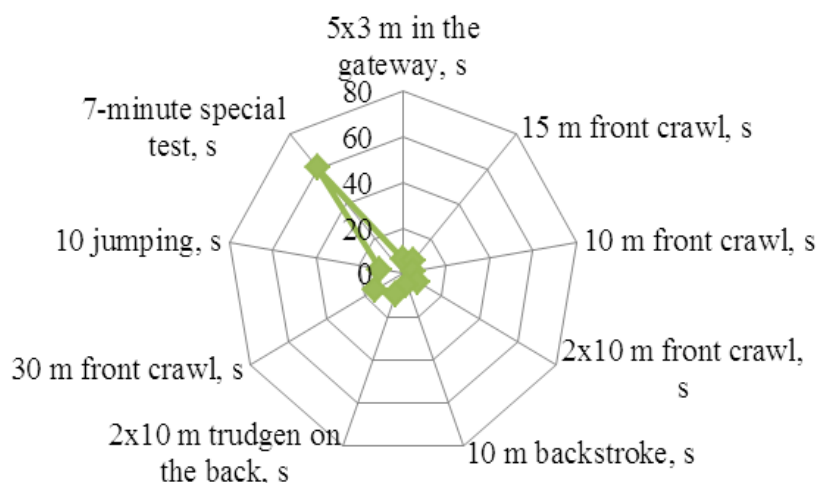 5x3 m in the
gateway, s
80
7-minute special
test, s
15 m front crawl, s
60
40
20
10 jumping, s
10 m front crawl, s
0
30 m front crawl, s
2x10 m front crawl,
s
2x10 m trudgen on
the back, s
10 m backstroke, s